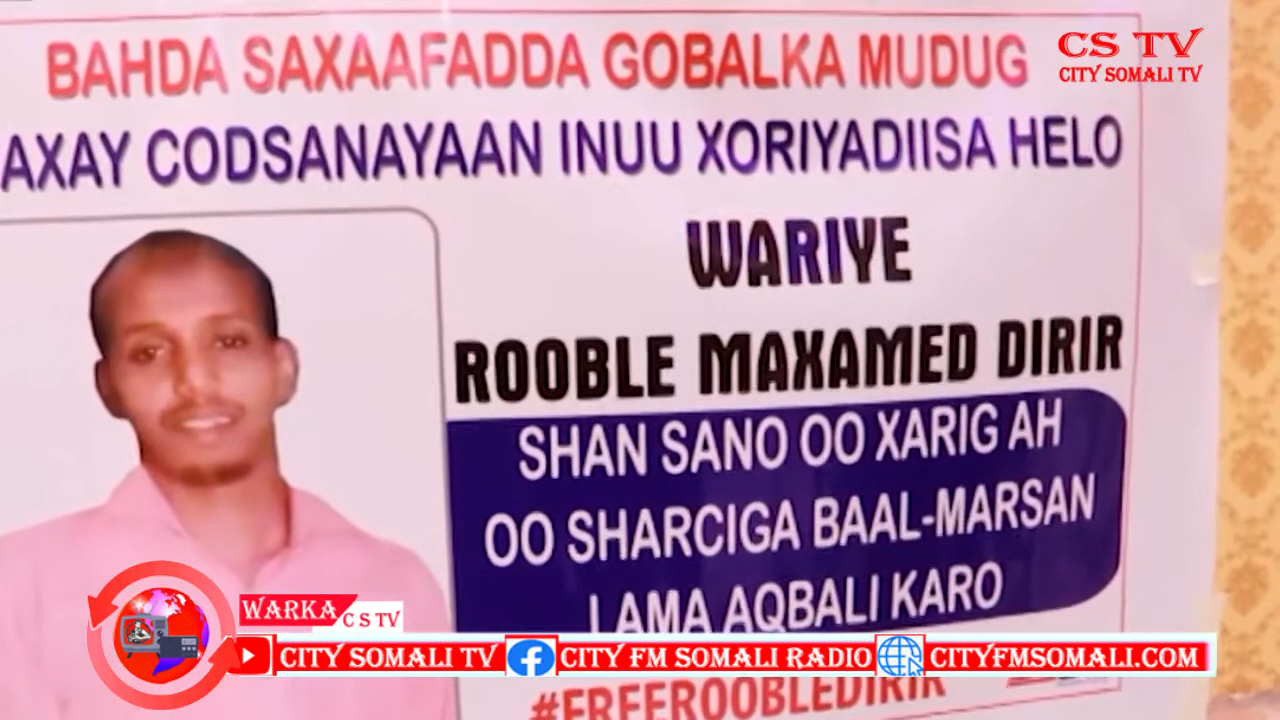 BAHDA SAXAAFADDA GOBALKA MUDUG
CS TV
CITY SOMALI TV
AXAY CODSANAYAAN INUU XORIYADIISA HELO
WARIYE
ROOBLE MAXAMED DIRIR
SHAN SANO OO XARIG AH
OO SHARCIGA BAAL-MARSAN
LAMA AQBALI KARO
WARKA
C S TV
CITY SOMALI TV
CITY FM SOMALI RADIO
CITYFMSOMALI.COM
#FREEROOBLEDIRIR